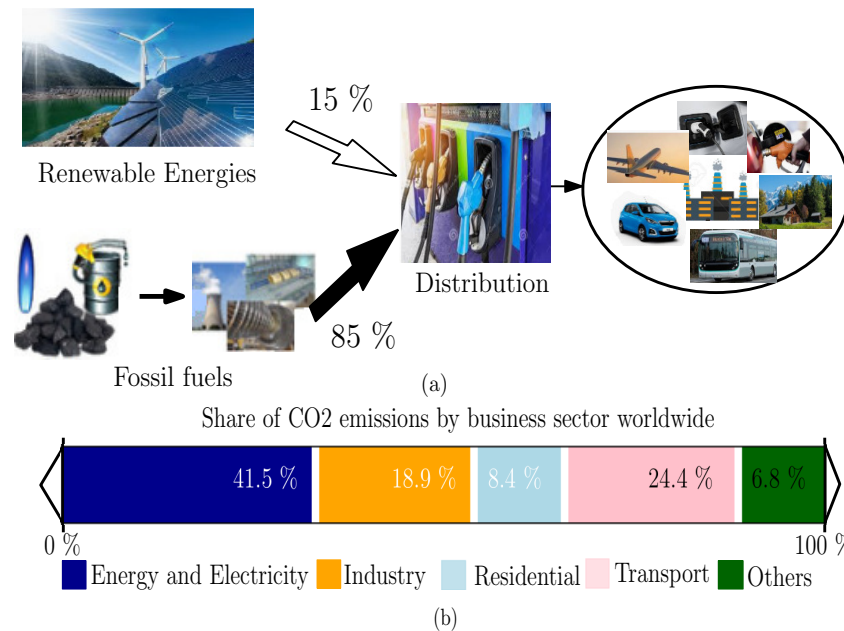 15 %
Renewable Energies
Distribution
85 %
Fossil fuels
(a)
Share of CO2 emissions by business sector worldwide
41.5 %
18.9 %
8.4 %
24.4 %
6.8 %
0 %
100 %
Energy and Electricity
Industry
Residential
Transport
Others
(b)